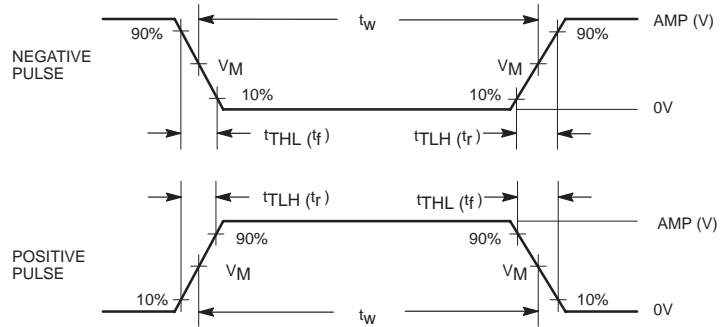 tW
AMP (V)
90%
90%
NEGATIVE
PULSE
VM
VM
10%
10%
0V
tTHL (tf)
tTLH (tr)
tTLH (tr)
tTHL (tf)
AMP (V)
90%
90%
POSITIVE
PULSE
VM
VM
10%
10%
0V
tW